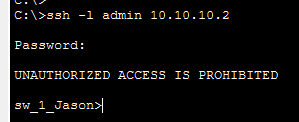 C:\>
C:\>ssh -l admin 10.10.10.2
Password:
UNAUTHORIZED ACCESS IS PROHIBITED
sw_1_Jason>